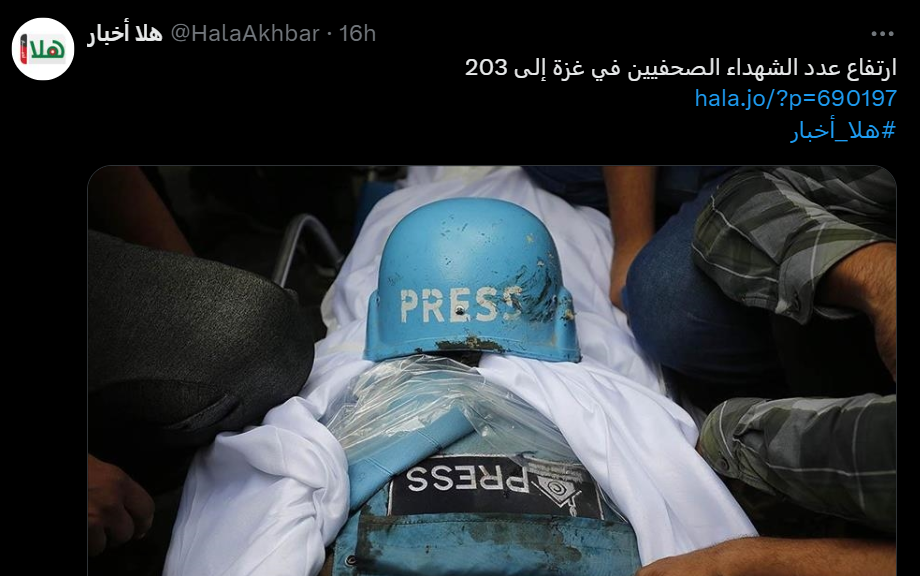 هلا أخبار @HalaAkhbar · 16h
ارتفاع عدد الشهداء الصحفيين في غزة إلى 203
hala.jo/?p=690197
#هلا_أخبار
هلا
PRESS
PRESS